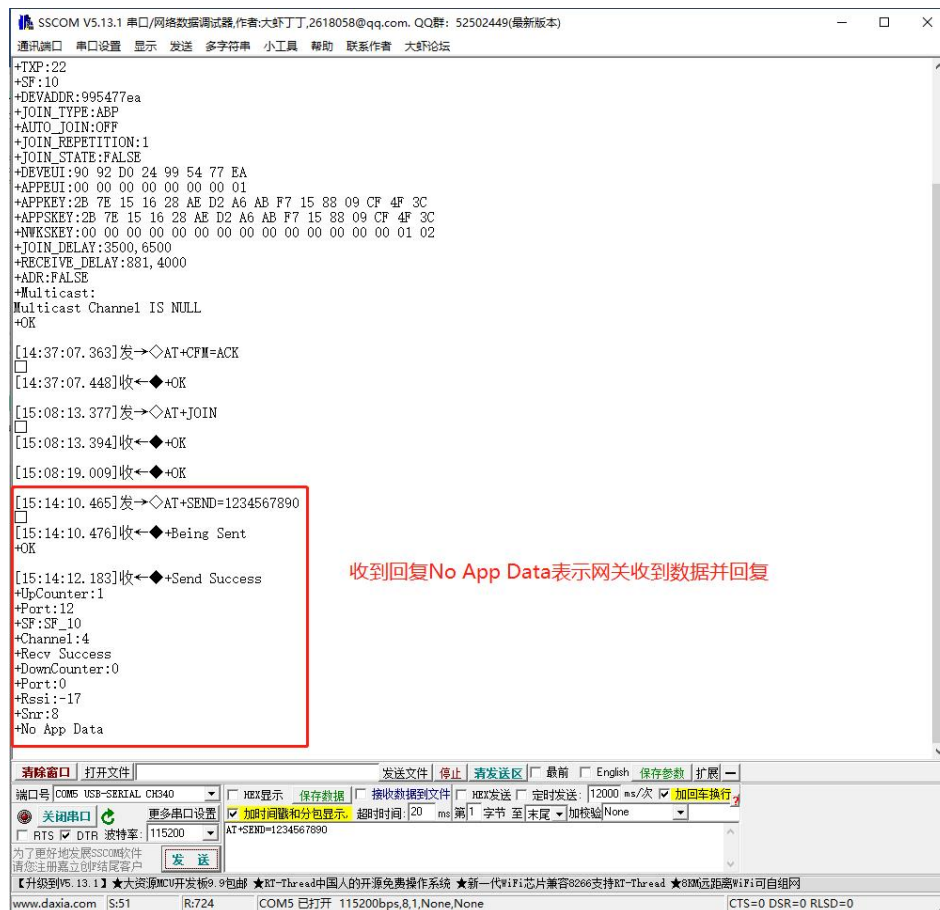 SSCOM V5.13.1 串口/网络数据调试器,作者:大虾丁丁,2618058@qq.com. QQ群: 52502449(最新版本)
通讯端口 串口设置 显示 发送 多字符串 小工具 帮助 联系作者 大虾论坛
+TXP:22
+SF:10
+DEVADDR:995477ea
+JOIN_TYPE:ABP
+AUTO_JOIN:OFF
+JOIN_REPETITION:1
+JOIN_STATE:FALSE
+DEVEUI:90 92 D0 24 99 54 77 EA
+APPEUI:00 00 00 00 00 00 00 01
+APPKEY:2B 7E 15 16 28 AE D2 A6 AB F7 15 88 09 CF 4F 3C
+APPSKEY:2B 7E 15 16 28 AE D2 A6 AB F7 15 88 09 CF 4F 3C
+NWKSKEY:00 00 00 00 00 00 00 00 00 00 00 00 00 00 01 02
+JOIN_DELAY:3500,6500
+RECEIVE_DELAY:881,4000
+ADR:FALSE
+Multicast:
Multicast Channel IS NULL
+OK
[14:37:07.363]发→◇AT+CFM=ACK
□
[14:37:07.448]收←◆+OK
[15:08:13.377]发→◇AT+JOIN
□
[15:08:13.394]收←◆+OK
[15:08:19.009]收←◆+OK
[15:14:10.465]发→◇AT+SEND=1234567890
□
[15:14:10.476]收←◆+Being Sent
+OK
[15:14:12.183]收←◆+Send Success
收到回复No App Data表示网关收到数据并回复
+UpCounter:1
+Port:12
+SF:SF_10
+Channel:4
+Recv Success
+DownCounter:0
+Port:0
+Rssi:-17
+Snr:8
+No App Data
清除窗口 打开文件 发送文件 停止 清发送区 最前 English 保存参数 扩展 —
端口号 COM5 USB-SERIAL CH340 HEX显示 保存数据 接收数据到文件 HEX发送 定时发送: 12000 ms/次 加回车换行
关闭串口 更多串口设置 加时间戳和分包显示, 超时时间: 20 ms 第1 字节 至 末尾 加校验 None
RTS DTR 波特率: 115200 AT+SEND=1234567890
为了更好地发展SSCOM软件
请您注册嘉立创F结尾客户 发 送
【升级到V5.13.1】★大资源MCU开发板9.9包邮 ★RT-Thread中国人的开源免费操作系统 ★新一代WiFi芯片兼容8266支持RT-Thread ★8KM远距离WiFi可自组网
www.daxia.com S:51 R:724 COM5 已打开 115200bps,8,1,None,None CTS=0 DSR=0 RLSD=0